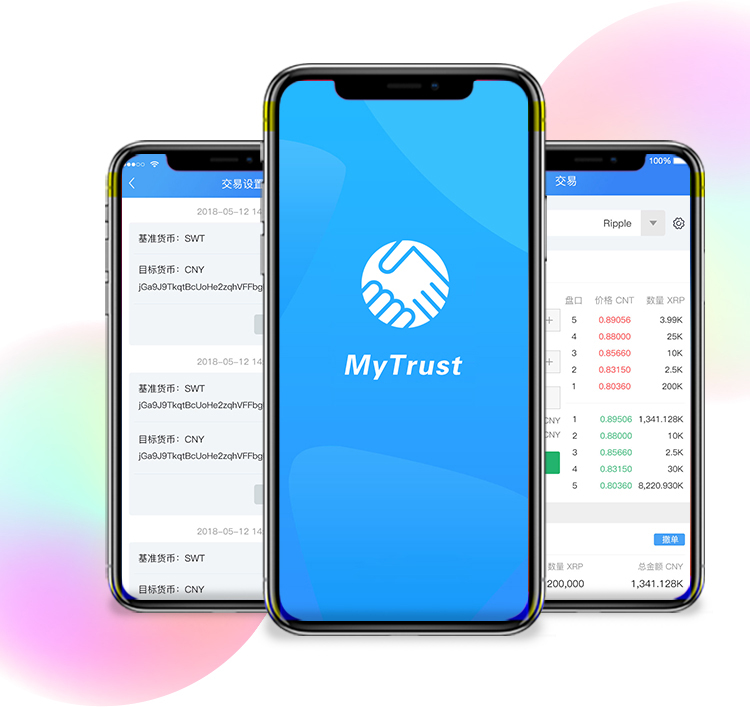 交易设置
2018-05-12 14
基准货币：SWT
目标货币：CNY
jGa9J9TkqtBcUoHe2zqhVFFbg
2018-05-12 14
基准货币：SWT
jGa9J9TkqtBcUoHe2zqhVFFbg
目标货币：CNY
jGa9J9TkqtBcUoHe2zqhVFFbg
2018-05-12 14
基准货币：SWT
目标货币：CNY
MyTrust
100%
交易
Ripple
盘口 价格 CNT 数量 XRP
5 0.89056 3.99K
4 0.88000 25K
3 0.85660 10K
2 0.83150 2.5K
1 0.80360 200K
CNY 1 0.89506 1,341.128K
CNY 2 0.88000 10K
3 0.85660 2.5K
4 0.83150 30K
5 0.80360 8,220.930K
撤单
数量 XRP 总金额 CNY
200,000 1,341.128K